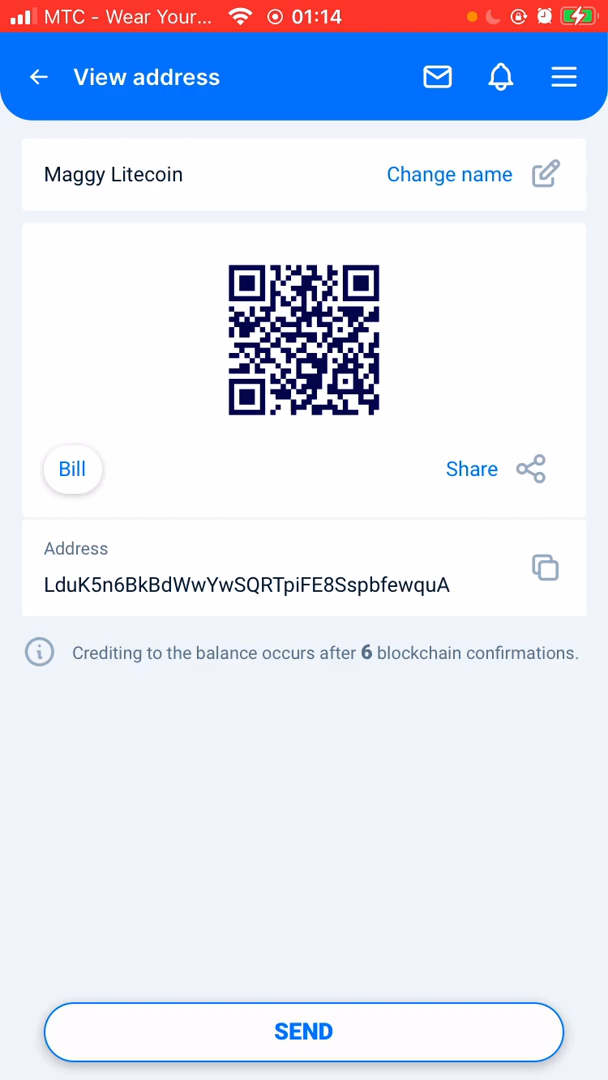 MTC - Wear Your... 01:14
View address
Maggy Litecoin Change name
Bill Share
Address
LduK5n6BkBdWwYwSQRTpiFE8SspbfewquA
Crediting to the balance occurs after 6 blockchain confirmations.
SEND